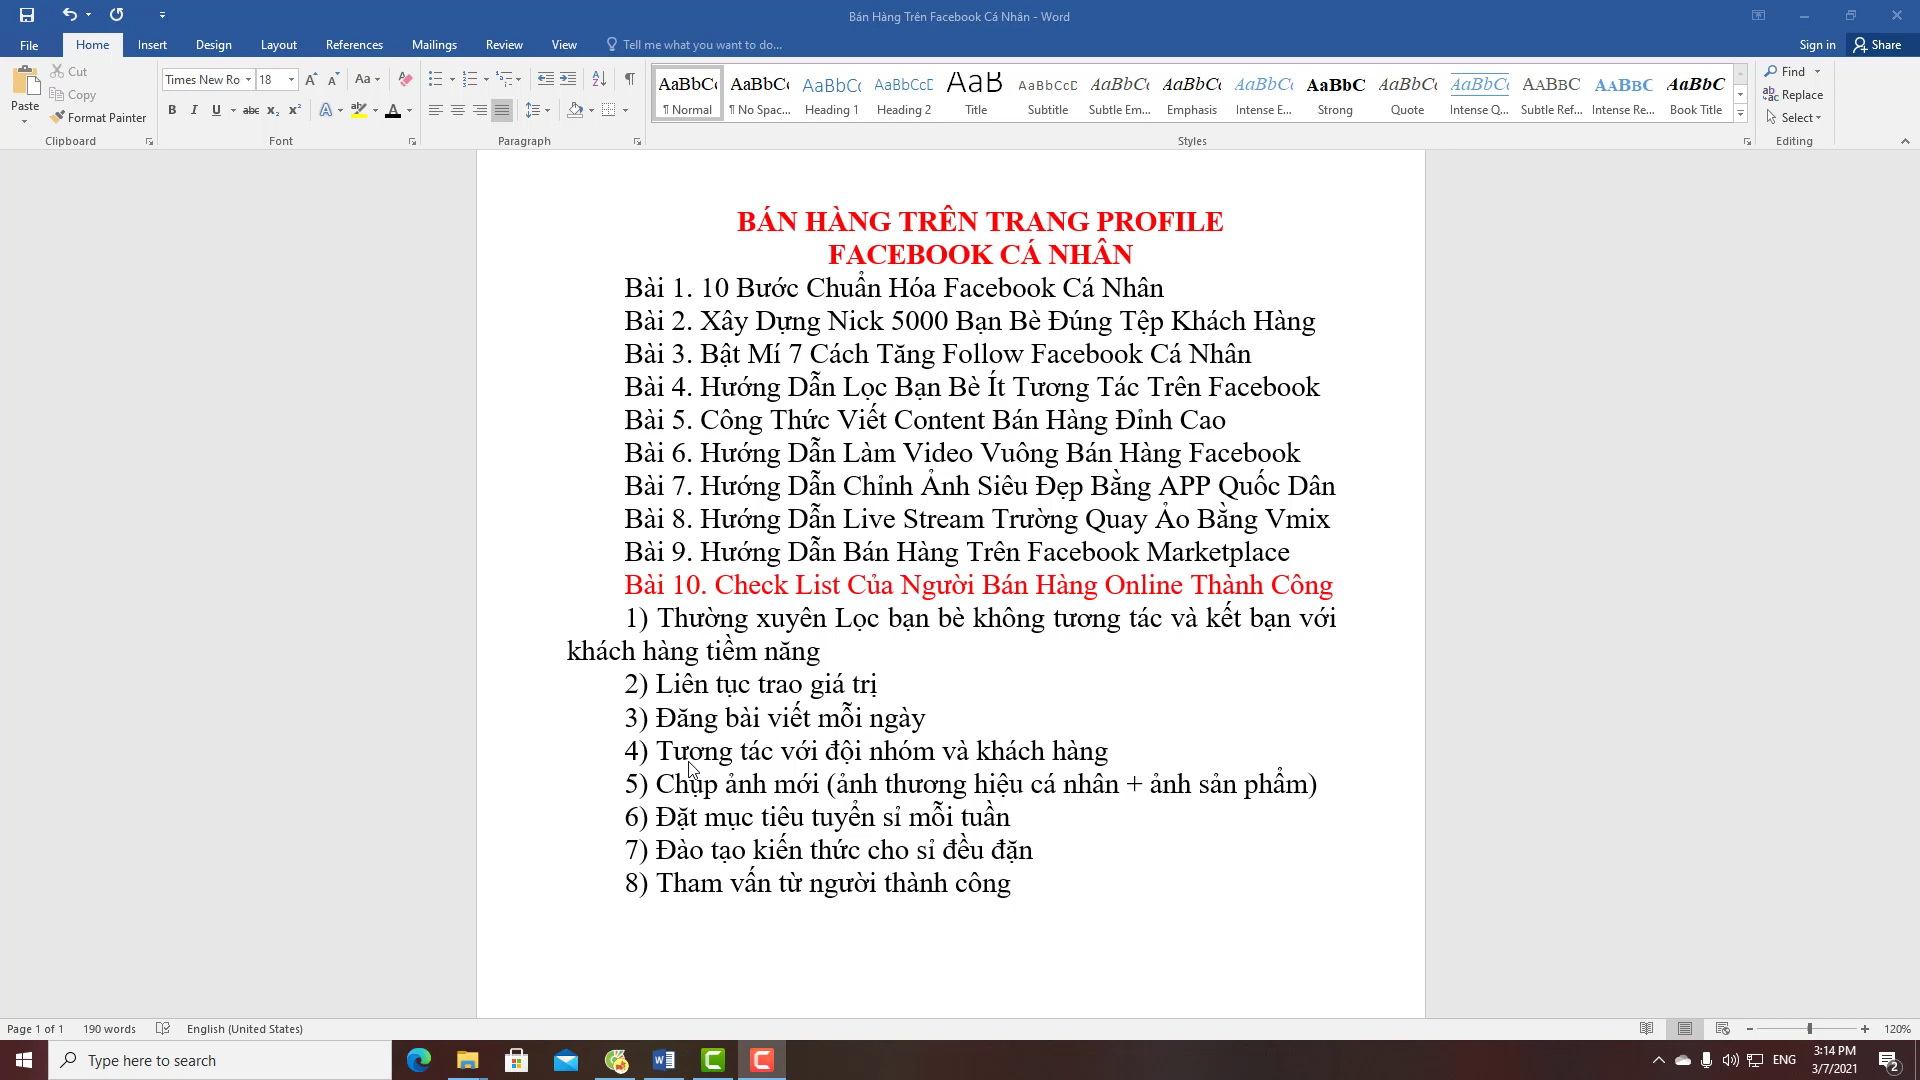 Bán Hàng Trên Facebook Cá Nhân - Word
File Home Insert Design Layout References Mailings Review View Tell me what you want to do... Sign in Share
Paste Cut Copy Format Painter
Times New Ro 18
AaBbCc AaBbCc AaBbCc AaBbCcD AaB AaBbCcD AaBbCc AaBbCc AaBbCc AaBbC AaBbCc AaBbCc AABBC AABBC AaBbC
¶ Normal ¶ No Spac... Heading 1 Heading 2 Title Subtitle Subtle Em... Emphasis Intense E... Strong Quote Intense Q... Subtle Ref... Intense Re... Book Title
Find
Replace
Select
Clipboard Font Paragraph Styles Editing
BÁN HÀNG TRÊN TRANG PROFILE
FACEBOOK CÁ NHÂN
Bài 1. 10 Bước Chuẩn Hóa Facebook Cá Nhân
Bài 2. Xây Dựng Nick 5000 Bạn Bè Đúng Tệp Khách Hàng
Bài 3. Bật Mí 7 Cách Tăng Follow Facebook Cá Nhân
Bài 4. Hướng Dẫn Lọc Bạn Bè Ít Tương Tác Trên Facebook
Bài 5. Công Thức Viết Content Bán Hàng Đỉnh Cao
Bài 6. Hướng Dẫn Làm Video Vuông Bán Hàng Facebook
Bài 7. Hướng Dẫn Chỉnh Ảnh Siêu Đẹp Bằng APP Quốc Dân
Bài 8. Hướng Dẫn Live Stream Trường Quay Ảo Bằng Vmix
Bài 9. Hướng Dẫn Bán Hàng Trên Facebook Marketplace
Bài 10. Check List Của Người Bán Hàng Online Thành Công
1) Thường xuyên Lọc bạn bè không tương tác và kết bạn với
khách hàng tiềm năng
2) Liên tục trao giá trị
3) Đăng bài viết mỗi ngày
4) Tương tác với đội nhóm và khách hàng
5) Chụp ảnh mới (ảnh thương hiệu cá nhân + ảnh sản phẩm)
6) Đặt mục tiêu tuyển sỉ mỗi tuần
7) Đào tạo kiến thức cho sỉ đều đặn
8) Tham vấn từ người thành công
Page 1 of 1 190 words English (United States) 120%
Type here to search
ENG
3:14 PM
3/7/2021
2